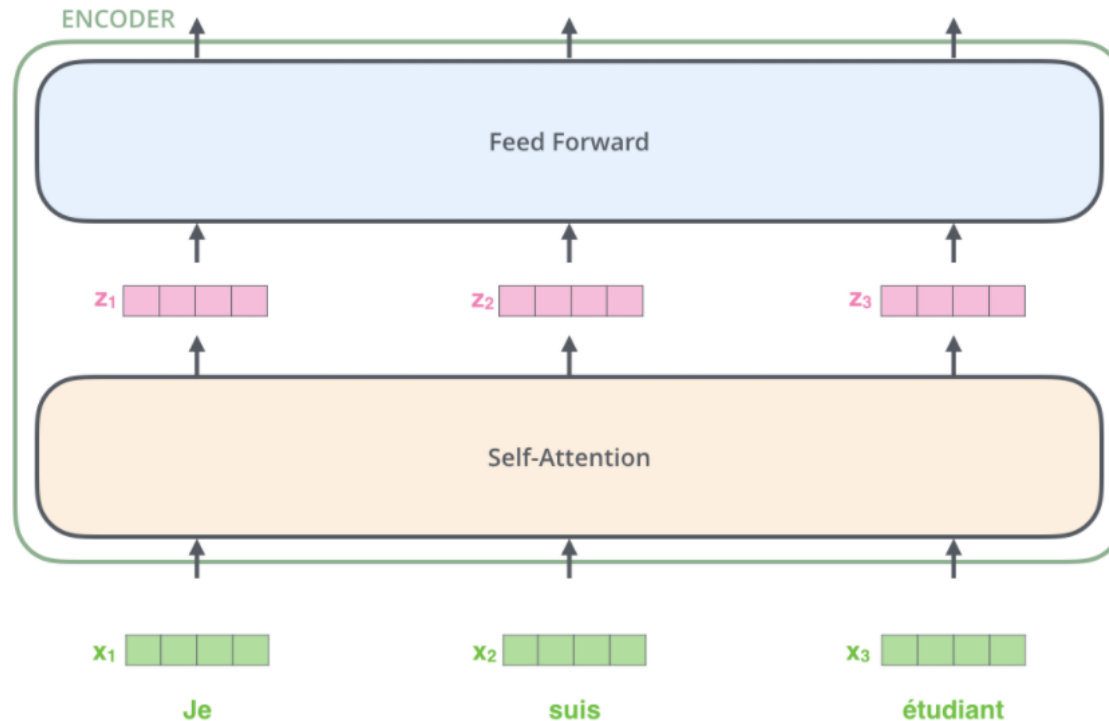 ENCODER
Feed Forward
z₁ z₂ z₃
Self-Attention
x₁ x₂ x₃
Je suis étudiant